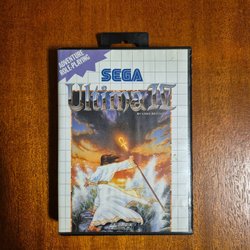 ADVENTURE
ROLE-PLAYING
SEGA
Ultima IV